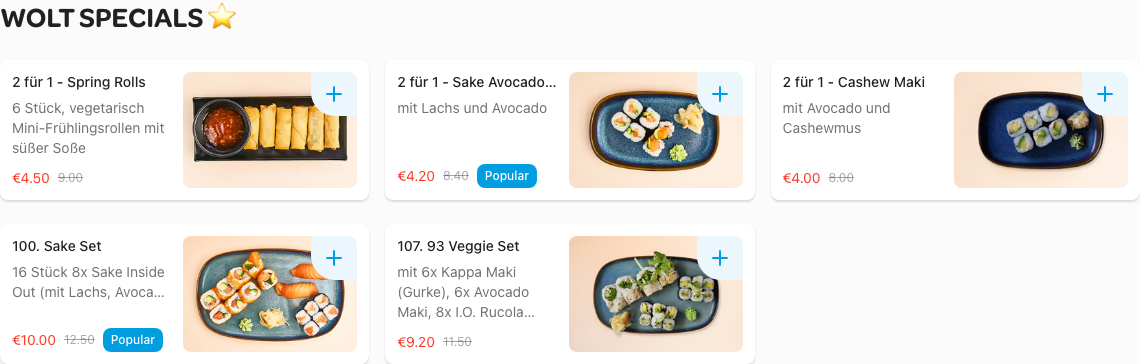 WOLT SPECIALS ⭐
2 für 1 - Spring Rolls
6 Stück, vegetarisch
Mini-Frühlingsrollen mit
süßer Soße
€4.50 9.00
2 für 1 - Sake Avocado...
mit Lachs und Avocado
€4.20 8.40 Popular
2 für 1 - Cashew Maki
mit Avocado und
Cashewmus
€4.00 8.00
100. Sake Set
16 Stück 8x Sake Inside
Out (mit Lachs, Avoca...
€10.00 12.50 Popular
107. 93 Veggie Set
mit 6x Kappa Maki
(Gurke), 6x Avocado
Maki, 8x I.O. Rucola...
€9.20 11.50